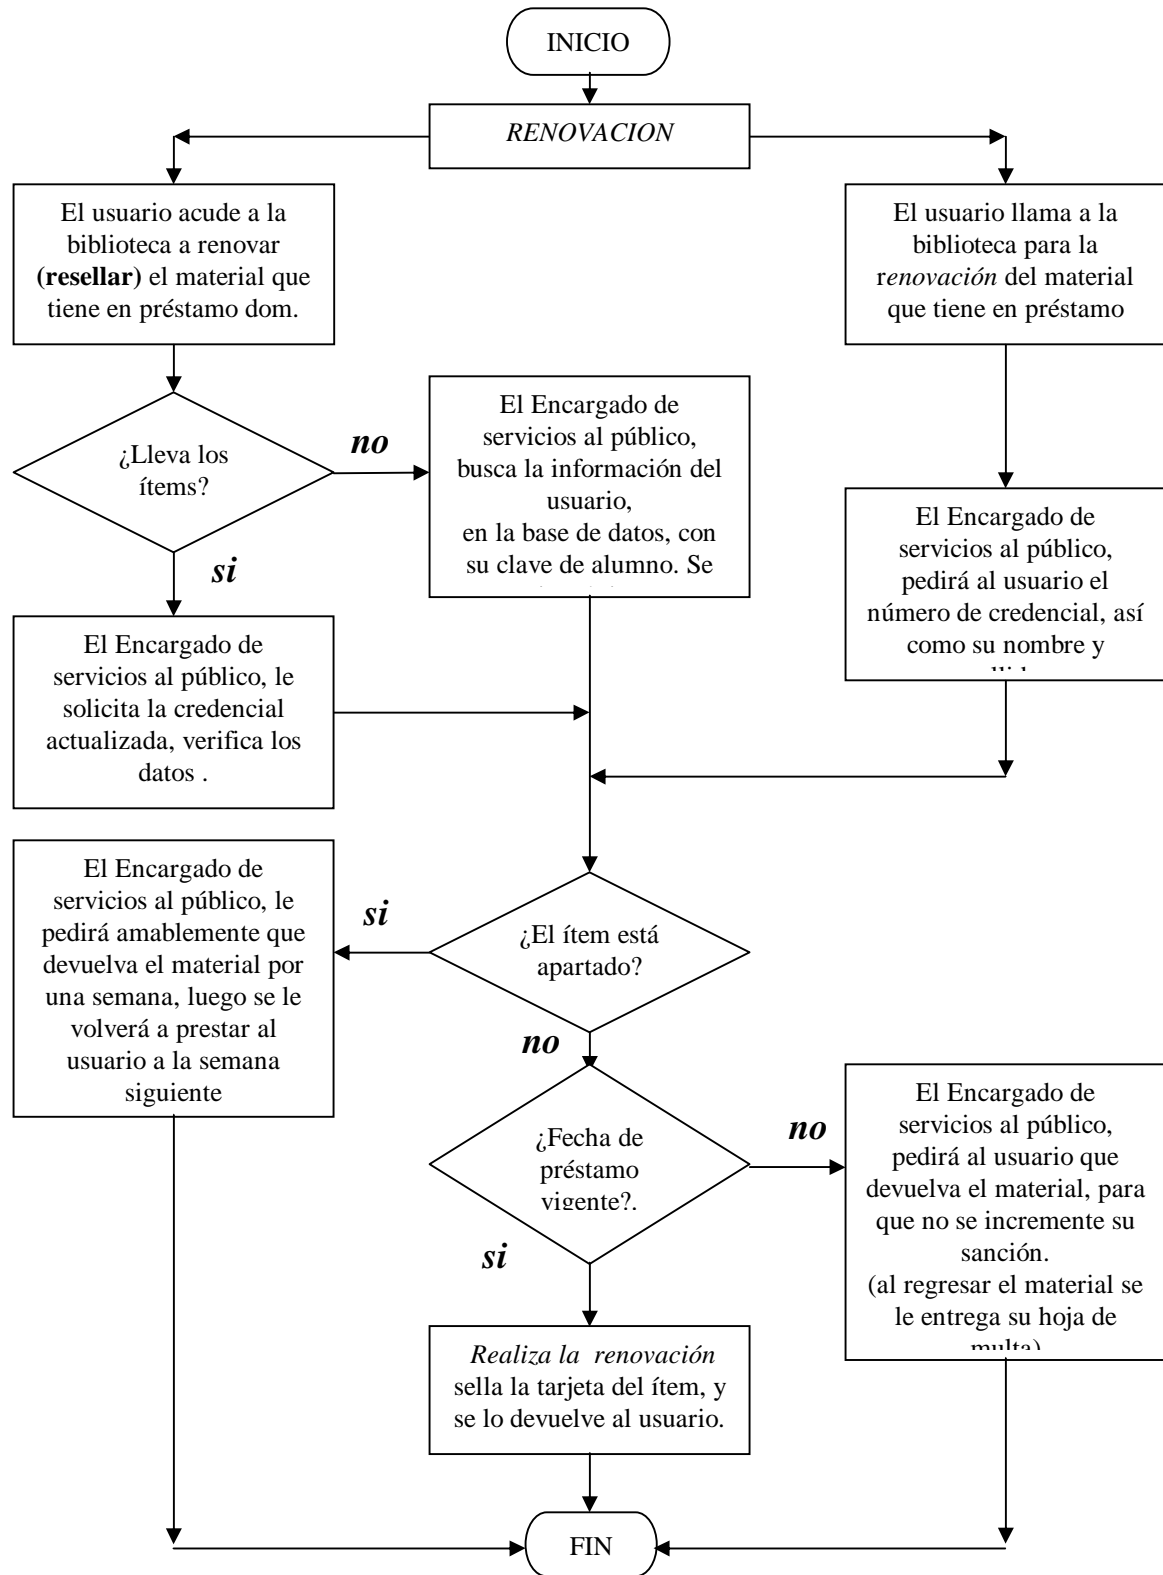 INICIO
RENOVACION
El usuario acude a la
biblioteca a renovar
(resellar) el material que
tiene en préstamo dom.
El usuario llama a la
biblioteca para la
renovación del material
que tiene en préstamo
¿Lleva los
ítems?
no
si
El Encargado de
servicios al público,
busca la información del
usuario,
en la base de datos, con
su clave de alumno. Se
El Encargado de
servicios al público,
pedirá al usuario el
número de credencial, así
como su nombre y
El Encargado de
servicios al público, le
solicita la credencial
actualizada, verifica los
datos .
El Encargado de
servicios al público, le
pedirá amablemente que
devuelva el material por
una semana, luego se le
volverá a prestar al
usuario a la semana
siguiente
si
¿El ítem está
apartado?
no
¿Fecha de
préstamo
vigente?.
no
si
El Encargado de
servicios al público,
pedirá al usuario que
devuelva el material, para
que no se incremente su
sanción.
(al regresar el material se
le entrega su hoja de
multa)
Realiza la renovación
sella la tarjeta del ítem, y
se lo devuelve al usuario.
FIN